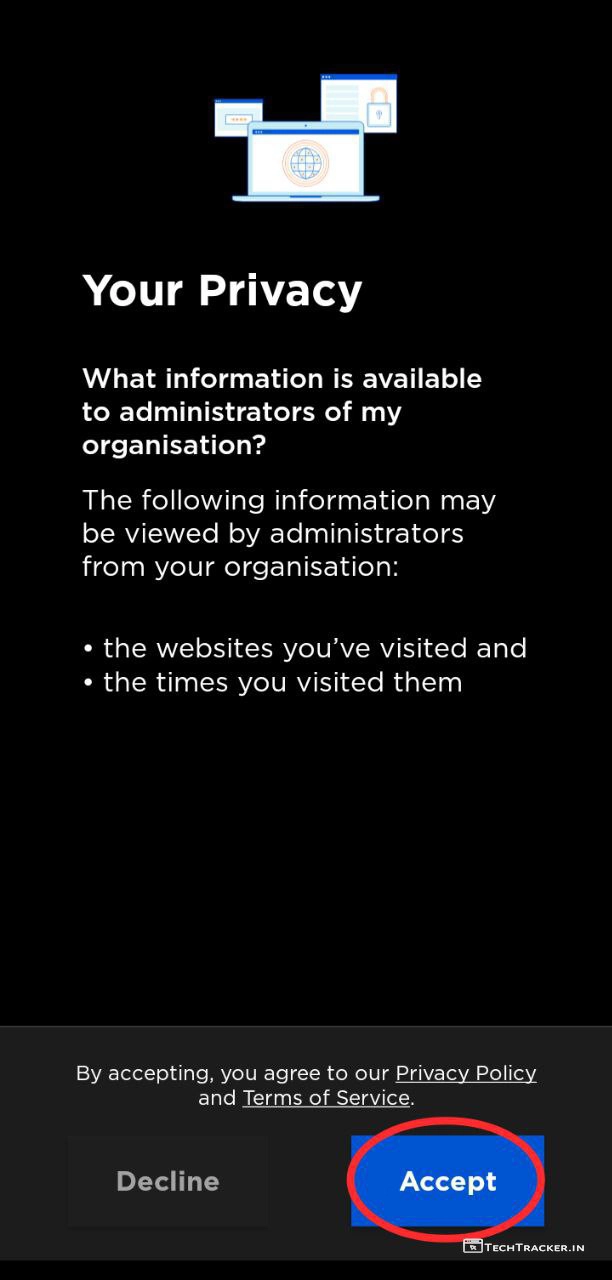 Your Privacy
What information is available
to administrators of my
organisation?
The following information may
be viewed by administrators
from your organisation:
• the websites you’ve visited and
• the times you visited them
By accepting, you agree to our Privacy Policy
and Terms of Service.
Decline
Accept
TECHTRACKER.IN